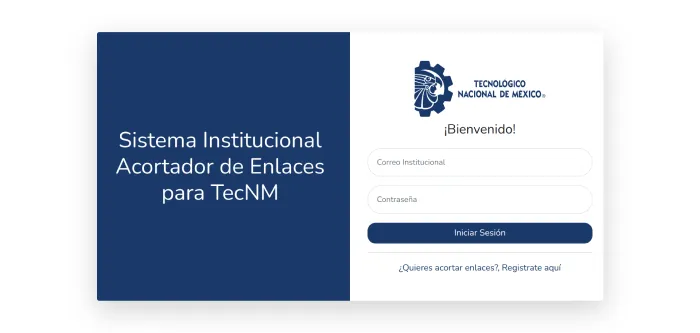 Sistema Institucional
Acortador de Enlaces
para TecNM
TECNOLÓGICO
NACIONAL DE MÉXICO®
¡Bienvenido!
Correo Institucional
Contraseña
Iniciar Sesión
¿Quieres acortar enlaces?, Registrate aquí